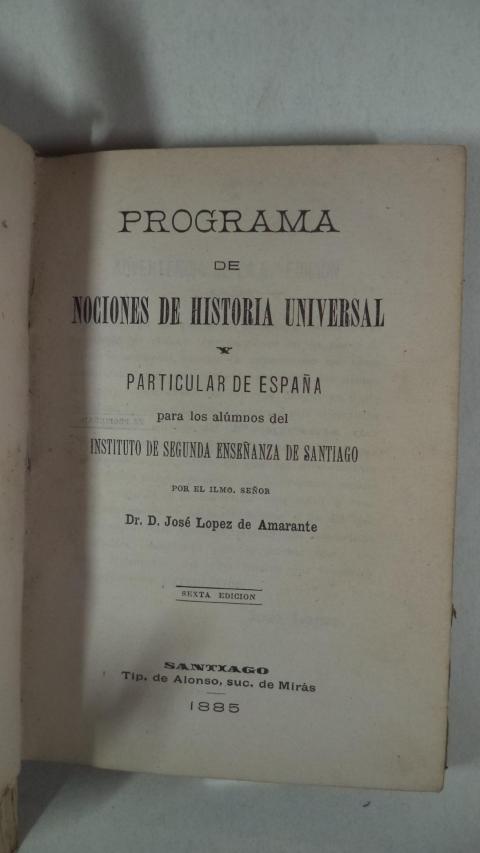 PROGRAMA
DE
NOCIONES DE HISTORIA UNIVERSAL
Y
PARTICULAR DE ESPAÑA
para los alúmnos del
INSTITUTO DE SEGUNDA ENSEÑANZA DE SANTIAGO
POR EL ILMO. SEÑOR
Dr. D. José Lopez de Amarante
SEXTA EDICION
SANTIAGO
Tip. de Alonso, suc. de Mirás
1885